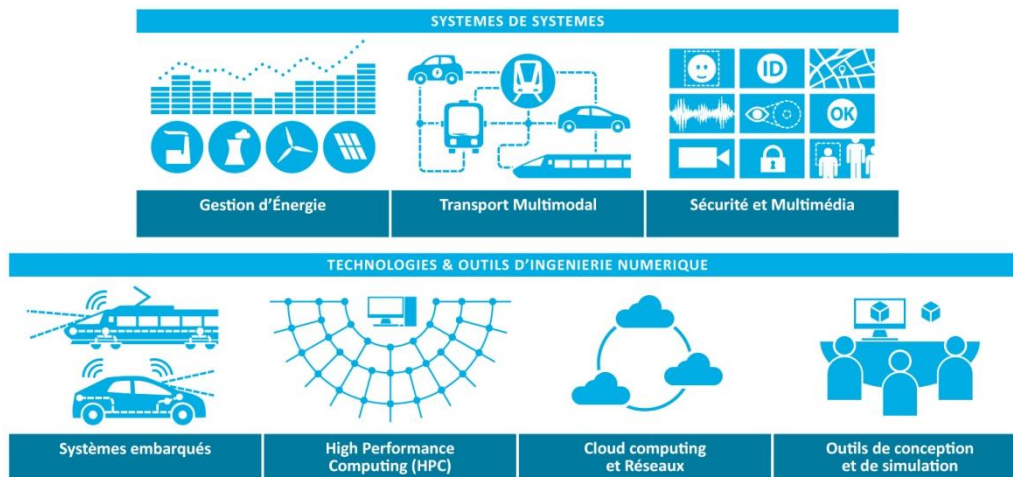 SYSTEMES DE SYSTEMES
ID
OK
Gestion d'Énergie
Transport Multimodal
Sécurité et Multimédia
TECHNOLOGIES & OUTILS D'INGENIERIE NUMERIQUE
Systèmes embarqués
High Performance
Computing (HPC)
Cloud computing
et Réseaux
Outils de conception
et de simulation